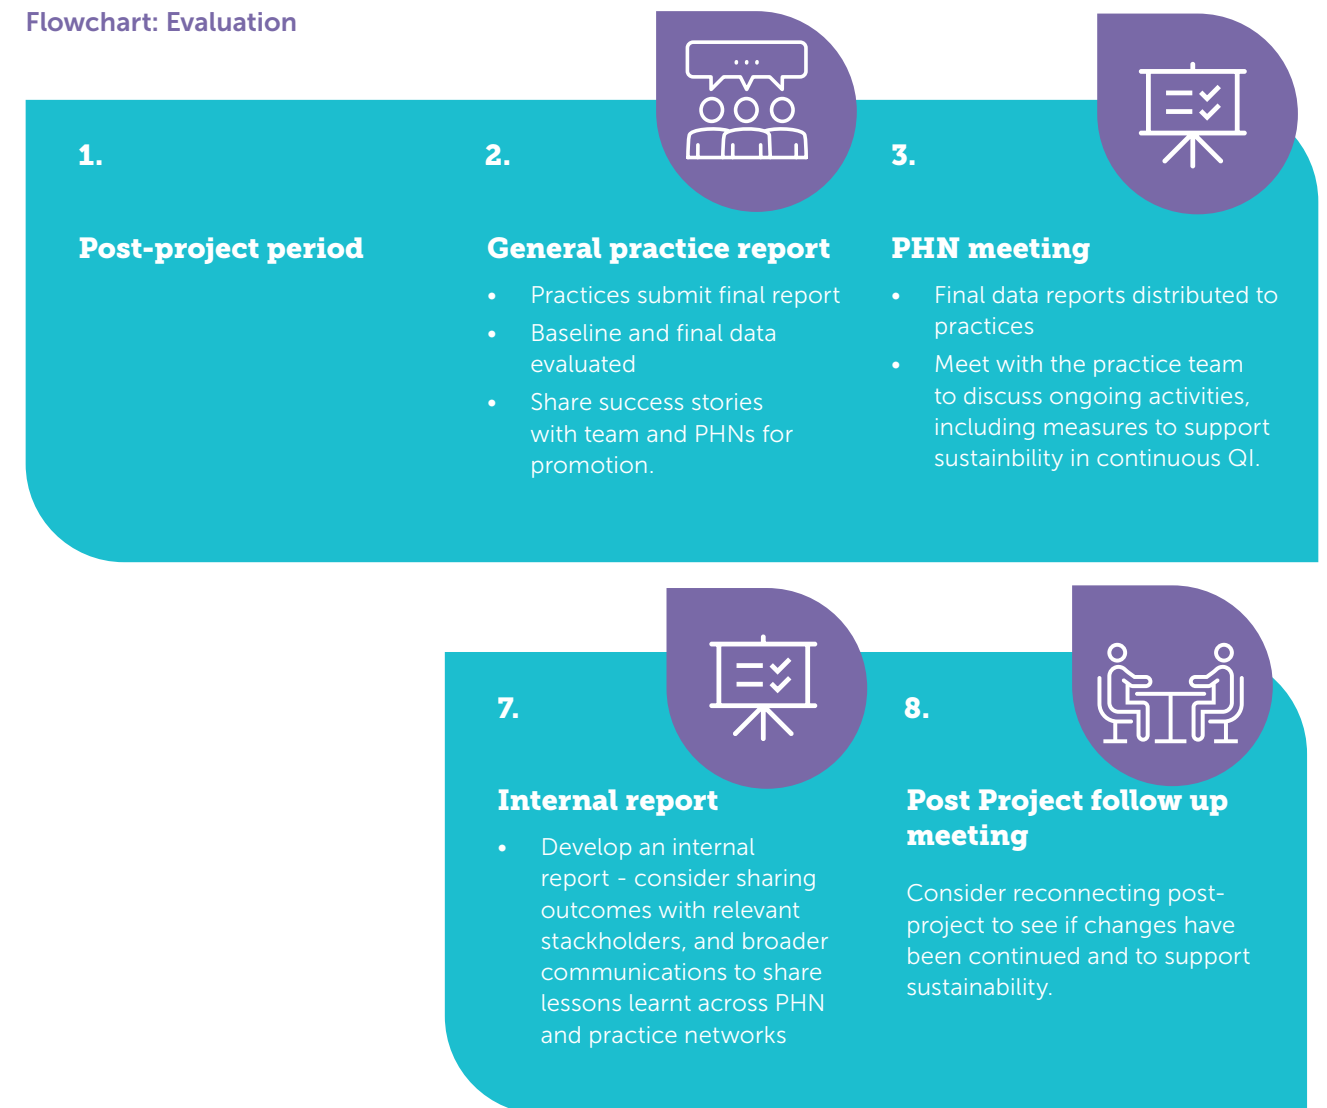 Flowchart: Evaluation
1.
Post-project period
2.
General practice report
• Practices submit final report
• Baseline and final data
evaluated
• Share success stories
with team and PHNs for
promotion.
3.
PHN meeting
• Final data reports distributed to
practices
• Meet with the practice team
to discuss ongoing activities,
including measures to support
sustainbility in continuous QI.
7.
Internal report
• Develop an internal
report - consider sharing
outcomes with relevant
stackholders, and broader
communications to share
lessons learnt across PHN
and practice networks
8.
Post Project follow up
meeting
Consider reconnecting post-
project to see if changes have
been continued and to support
sustainability.